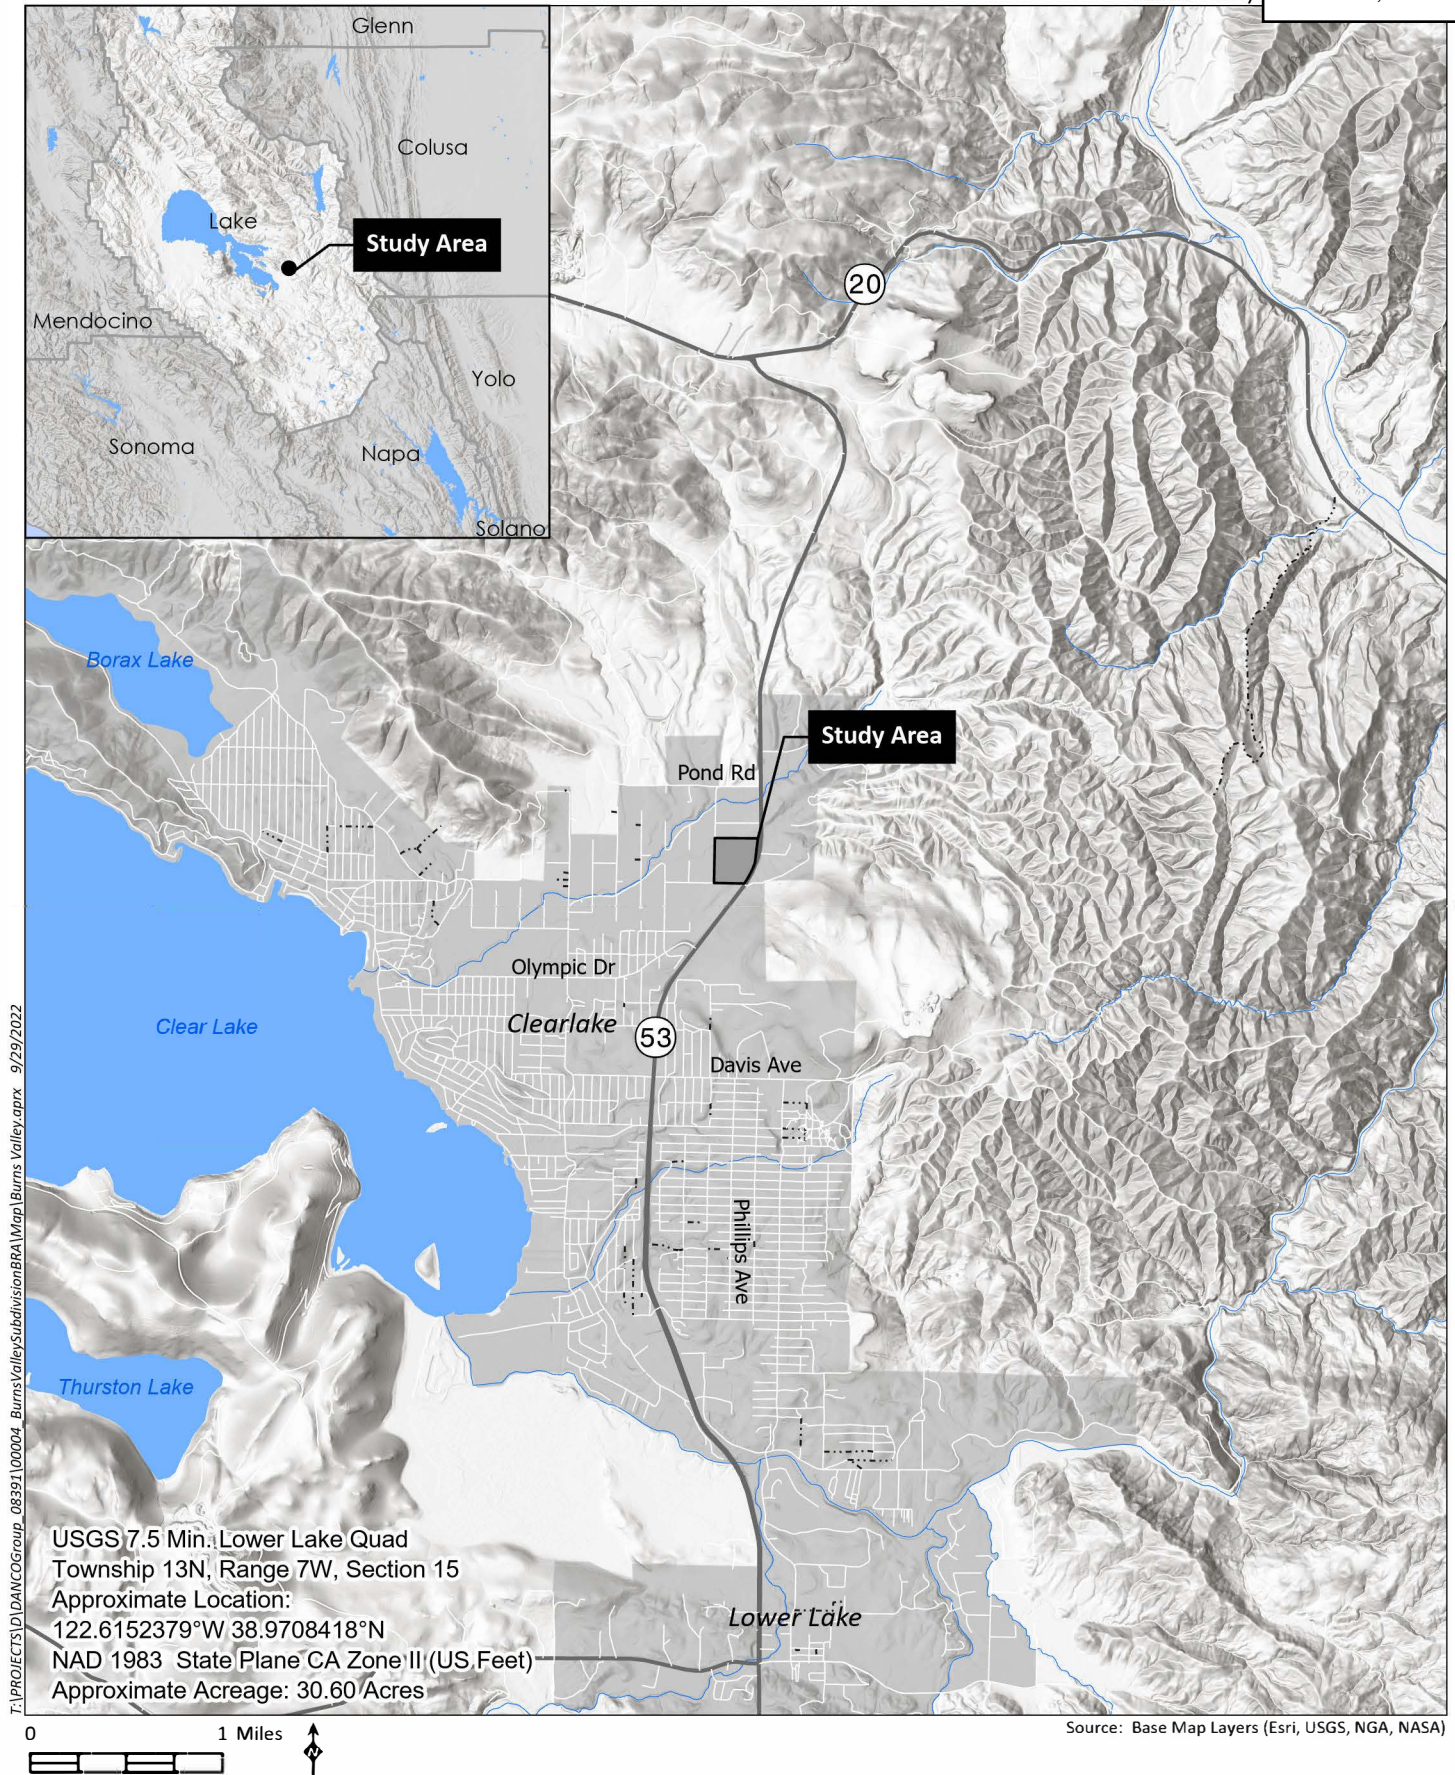 Glenn
Colusa
Lake
Study Area
Mendocino
Yolo
Sonoma
Napa
Solano
20
Borax Lake
Study Area
Pond Rd
Olympic Dr
Clearlake
Clear Lake
53
Davis Ave
Phillips Ave
Thurston Lake
Lower Lake
USGS 7.5 Min. Lower Lake Quad
Township 13N, Range 7W, Section 15
Approximate Location:
122.6152379°W 38.9708418°N
NAD 1983 State Plane CA Zone II (US Feet)
Approximate Acreage: 30.60 Acres
T:\PROJECTS\D\DANCOGroup_08391\00004_BurnsValleySubdivisionBRA\Map\Burns Valley.aprx 9/29/2022
0 1 Miles
N
Source: Base Map Layers (Esri, USGS, NGA, NASA)